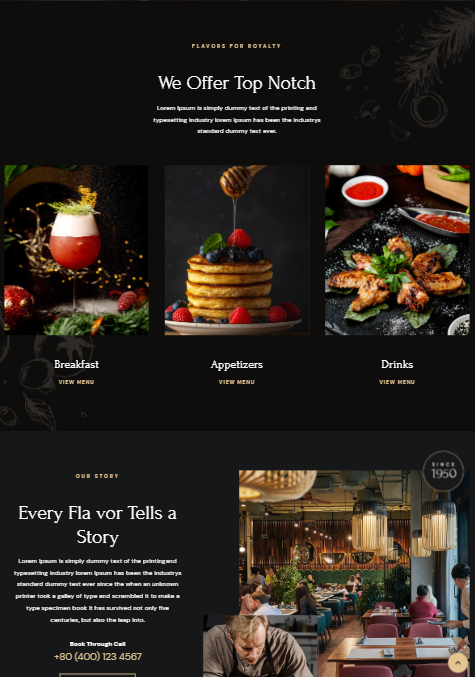 FLAVORS FOR ROYALTY
We Offer Top Notch
Lorem Ipsum is simply dummy text of the printing and
typesetting industry lorem Ipsum has been the industrys
standard dummy text ever.
Breakfast
Appetizers
Drinks
VIEW MENU
VIEW MENU
VIEW MENU
OUR STORY
SINCE
1950
Every Fla vor Tells a
Story
Lorem Ipsum is simply dummy text of the printingand
typesetting industry lorem Ipsum has been the industrys
standard dummy text ever since the when an unknown
printer took a galley of type and scrambled it to make a
type specimen book It has survived not only five
centuries, but also the leap into.
Book Through Call
+80 (400) 123 4567